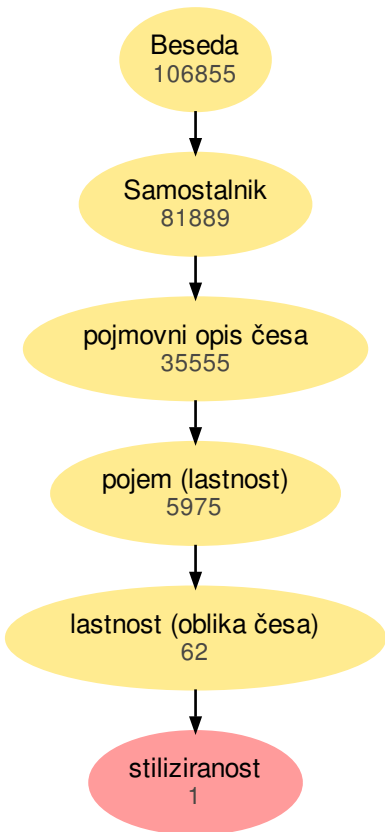 Beseda
106855
Samostalnik
81889
pojmovni opis česa
35555
pojem (lastnost)
5975
lastnost (oblika česa)
62
stiliziranost
1